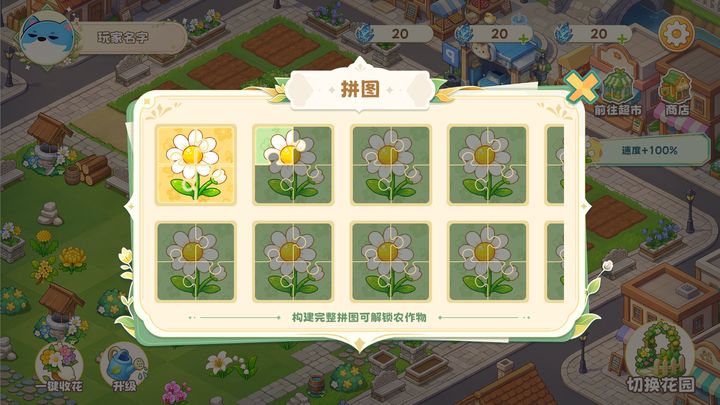 玩家名字
20
20
20
拼图
前往超市
商店
速度+100%
构建完整拼图可解锁农作物
一键收花
升级
切换花园